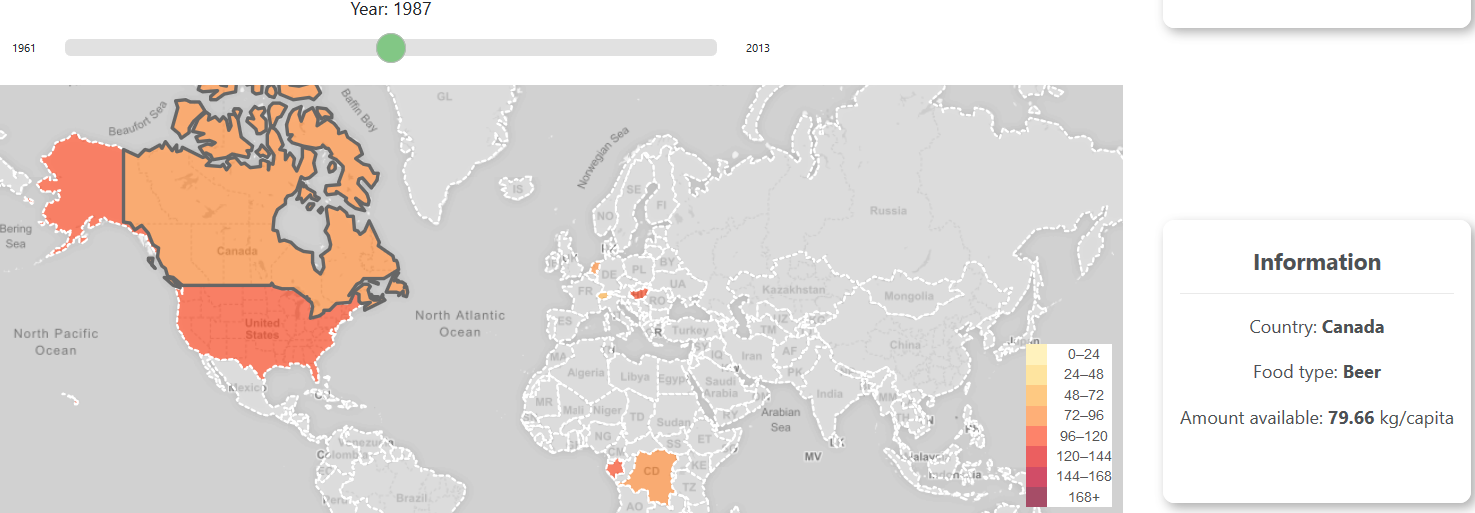 Year: 1987
1961
2013
GL
Baffin Bay
Beaufort Sea
Norwegian Sea
IS
SE
FI
NO
Russia
Bering
Sea
Canada
BY
DE
PL
UA
FR
RO
Kazakhstan
Mongolia
North Pacific
Ocean
United
States
North Atlantic
Ocean
ES
Turkey
TM
China
MA
IQ
Iran
AF
Algeria
Libya
Egypt
Saudi
Arabia
PK
India
Mexico
MR
Mali
Niger
TD
Sudan
Arabian
Sea
MM
TH
NG
SS
ET
LK
MV
Venezuela
Colombia
CD
KE
TZ
Peru
Brazil
AO
0–24
24–48
48–72
72–96
96–120
120–144
144–168
168+
Information
Country: Canada
Food type: Beer
Amount available: 79.66 kg/capita